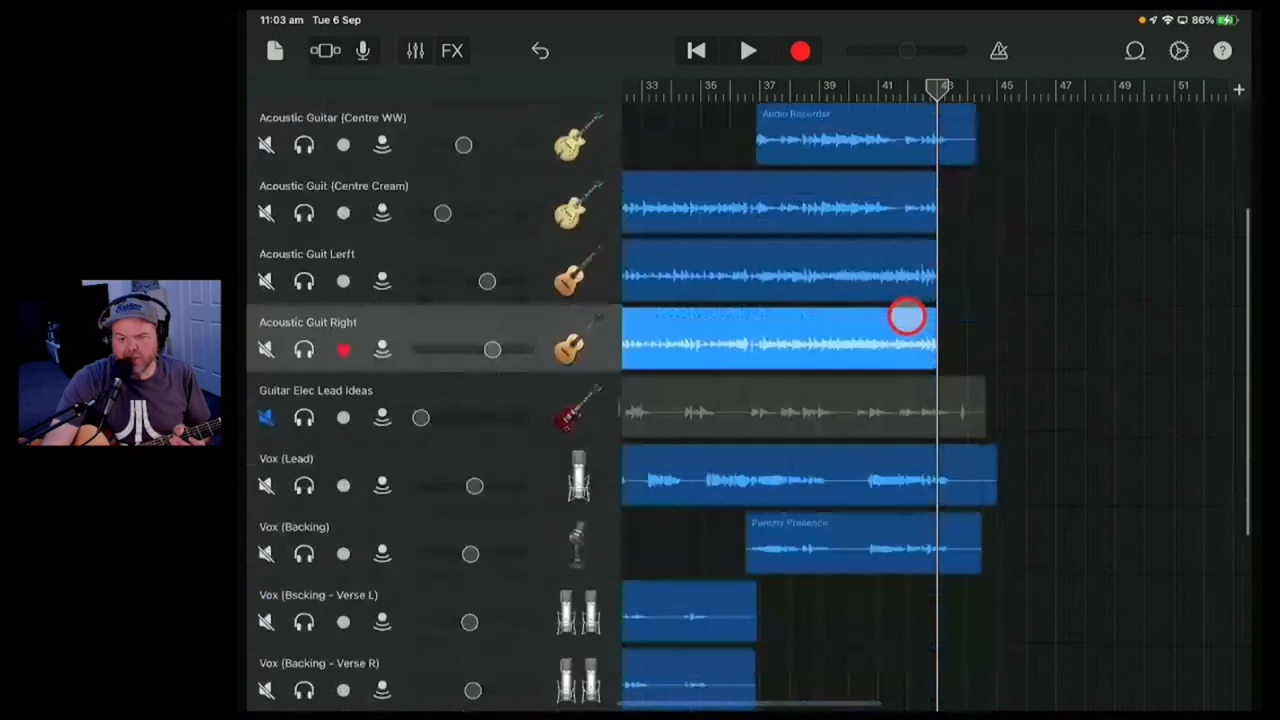 11:03 am Tue 6 Sep
86%
FX
33 35 37 39 41 43 45 47 49 51
Acoustic Guitar (Centre WW)
Audio Recorder
Acoustic Guit (Centre Cream)
Acoustic Guit Lerft
Acoustic Guit Right
Guitar Elec Lead ideas
Vox (Lead)
Vox (Backing)
Punchy Presence
Vox (Bscking - Verse L)
Vox (Backing - Verse R)